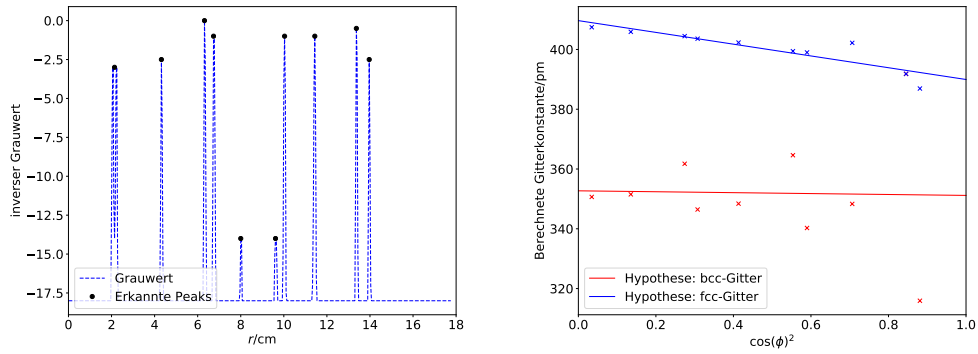 0.0
−2.5
−5.0
−7.5
−10.0
−12.5
−15.0
−17.5
inverser Grauwert
Grauwert
Erkannte Peaks
0 2 4 6 8 10 12 14 16 18
r/cm
400
380
360
340
320
Berechnete Gitterkonstante/pm
Hypothese: bcc-Gitter
Hypothese: fcc-Gitter
0.0 0.2 0.4 0.6 0.8 1.0
cos(ϕ)²